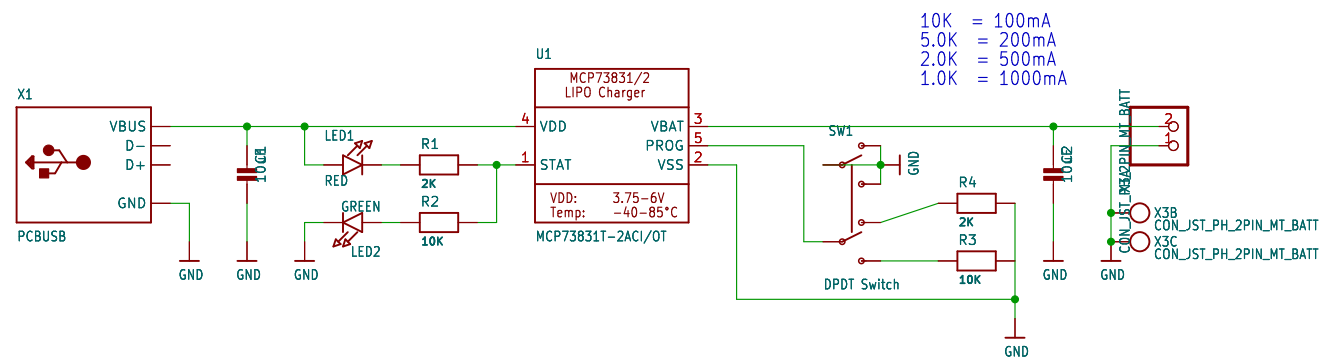 10K = 100mA
5.0K = 200mA
2.0K = 500mA
1.0K = 1000mA
U1
MCP73831/2
LIPO Charger
X1
VBUS
D-
D+
GND
PCBUSB
GND
GND
LED1
RED
R1
2K
GREEN
LED2
R2
10K
GND
4
VDD
1
STAT
VBAT
3
PROG
5
VSS
2
VDD: 3.75-6V
Temp: -40-85°C
MCP73831T-2ACI/OT
SW1
GND
DPDT Switch
R4
2K
R3
10K
GND
GND
2
1
CON_JST_PH_2PIN_MT_BATT
X3B
CON_JST_PH_2PIN_MT_BATT
X3C
CON_JST_PH_2PIN_MT_BATT
GND